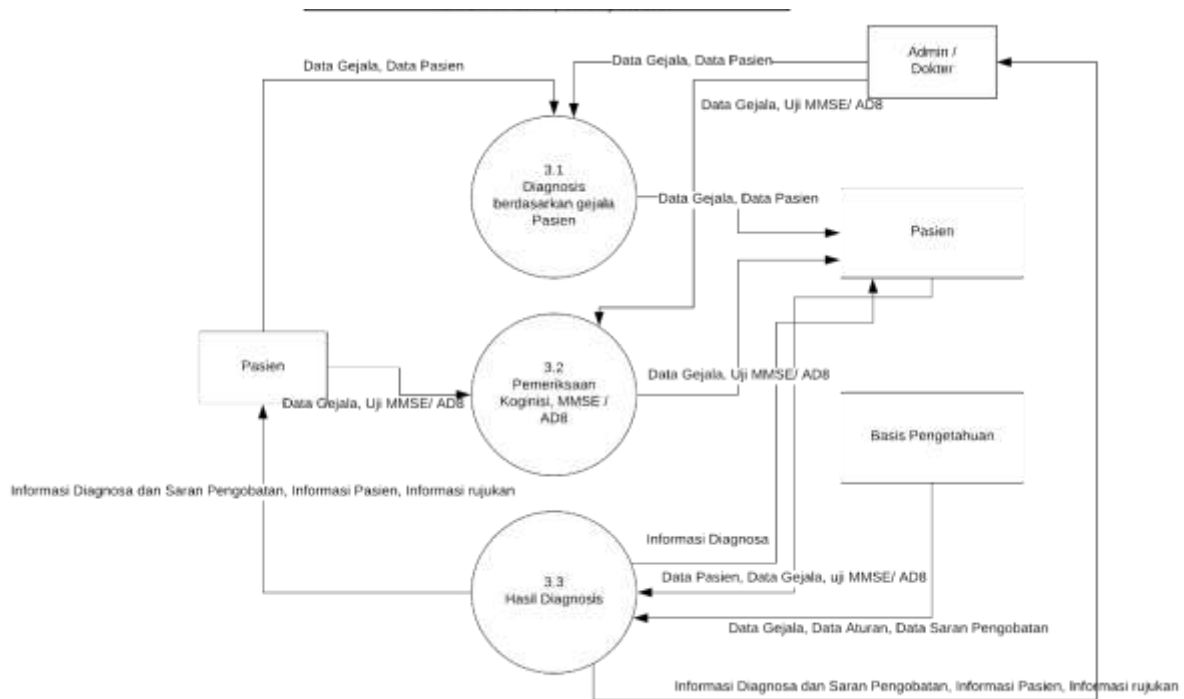 Admin /
Dokter
Data Gejala, Data Pasien
Data Gejala, Data Pasien
Data Gejala, Uji MMSE/ AD8
3.1
Diagnosis
berdasarkan gejala
Pasien
Data Gejala, Data Pasien
Pasien
Pasien
3.2
Pemeriksaan
Koginisi, MMSE /
AD8
Data Gejala, Uji MMSE/ AD8
Data Gejala, Uji MMSE/ AD8
Basis Pengetahuan
Informasi Diagnosa dan Saran Pengobatan, Informasi Pasien, Informasi rujukan
Informasi Diagnosa
3.3
Hasil Diagnosis
Data Pasien, Data Gejala, uji MMSE/ AD8
Data Gejala, Data Aturan, Data Saran Pengobatan
Informasi Diagnosa dan Saran Pengobatan, Informasi Pasien, Informasi rujukan